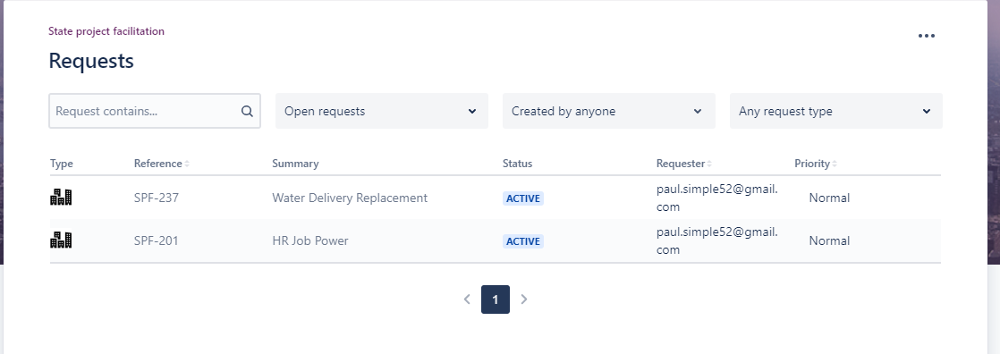 State project facilitation
Requests
Request contains...
Open requests
Created by anyone
Any request type
Type Reference Summary Status Requester Priority
SPF-237 Water Delivery Replacement ACTIVE paul.simple52@gmail.
com Normal
SPF-201 HR Job Power ACTIVE paul.simple52@gmail.
com Normal
1